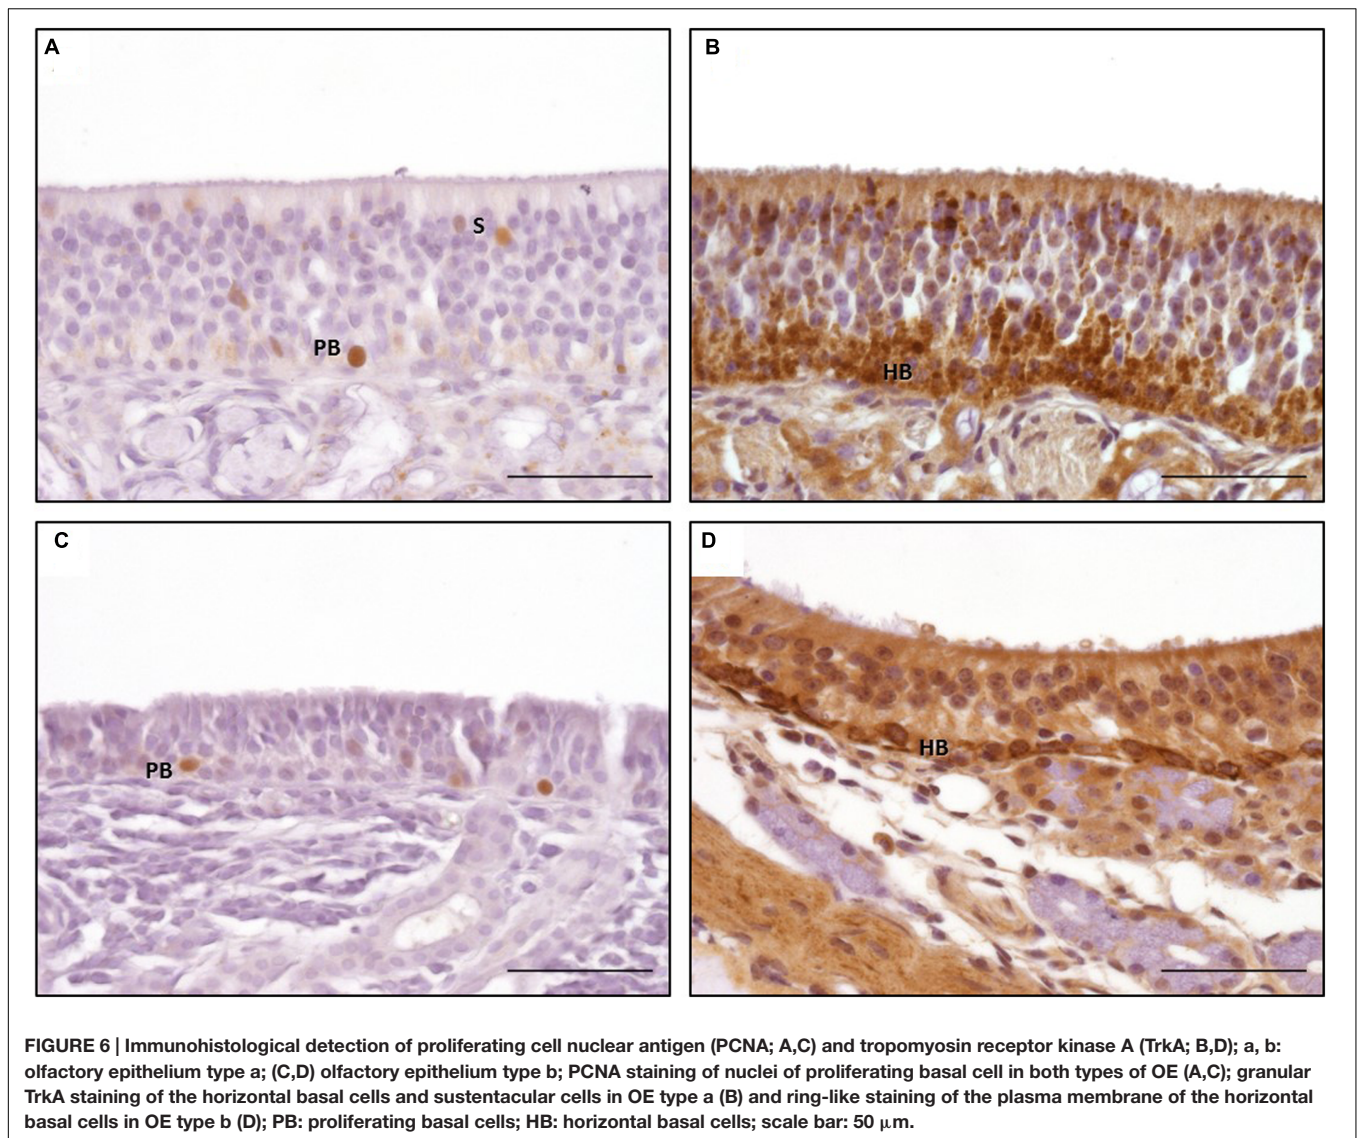 A
B
S
PB
HB
C
D
PB
HB
FIGURE 6 | Immunohistological detection of proliferating cell nuclear antigen (PCNA; A,C) and tropomyosin receptor kinase A (TrkA; B,D); a, b:
olfactory epithelium type a; (C,D) olfactory epithelium type b; PCNA staining of nuclei of proliferating basal cell in both types of OE (A,C); granular
TrkA staining of the horizontal basal cells and sustentacular cells in OE type a (B) and ring-like staining of the plasma membrane of the horizontal
basal cells in OE type b (D); PB: proliferating basal cells; HB: horizontal basal cells; scale bar: 50 μm.